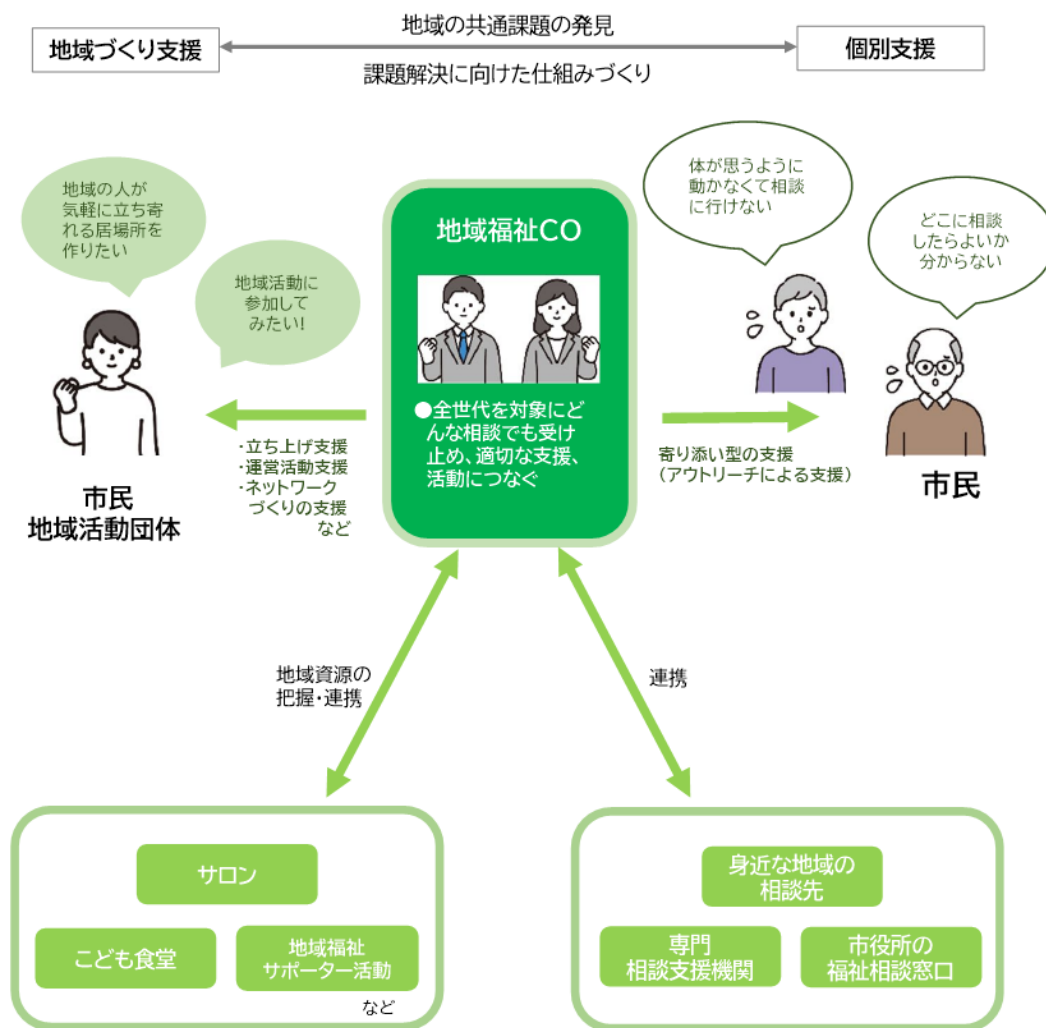 地域の共通課題の発見
地域づくり支援
個別支援
課題解決に向けた仕組みづくり
地域の人が
気軽に立ち寄
れる居場所を
作りたい
地域活動に
参加して
みたい!
市民
地域活動団体
・立ち上げ支援
・運営活動支援
・ネットワーク
づくりの支援
など
地域福祉CO
●全世代を対象にど
んな相談でも受け
止め、適切な支援、
活動につなぐ
体が思うように
動かなくて相談
に行けない
どこに相談
したらよいか
分からない
寄り添い型の支援
(アウトリーチによる支援)
市民
地域資源の
把握・連携
連携
サロン
こども食堂
地域福祉
サポーター活動
など
身近な地域の
相談先
専門
相談支援機関
市役所の
福祉相談窓口